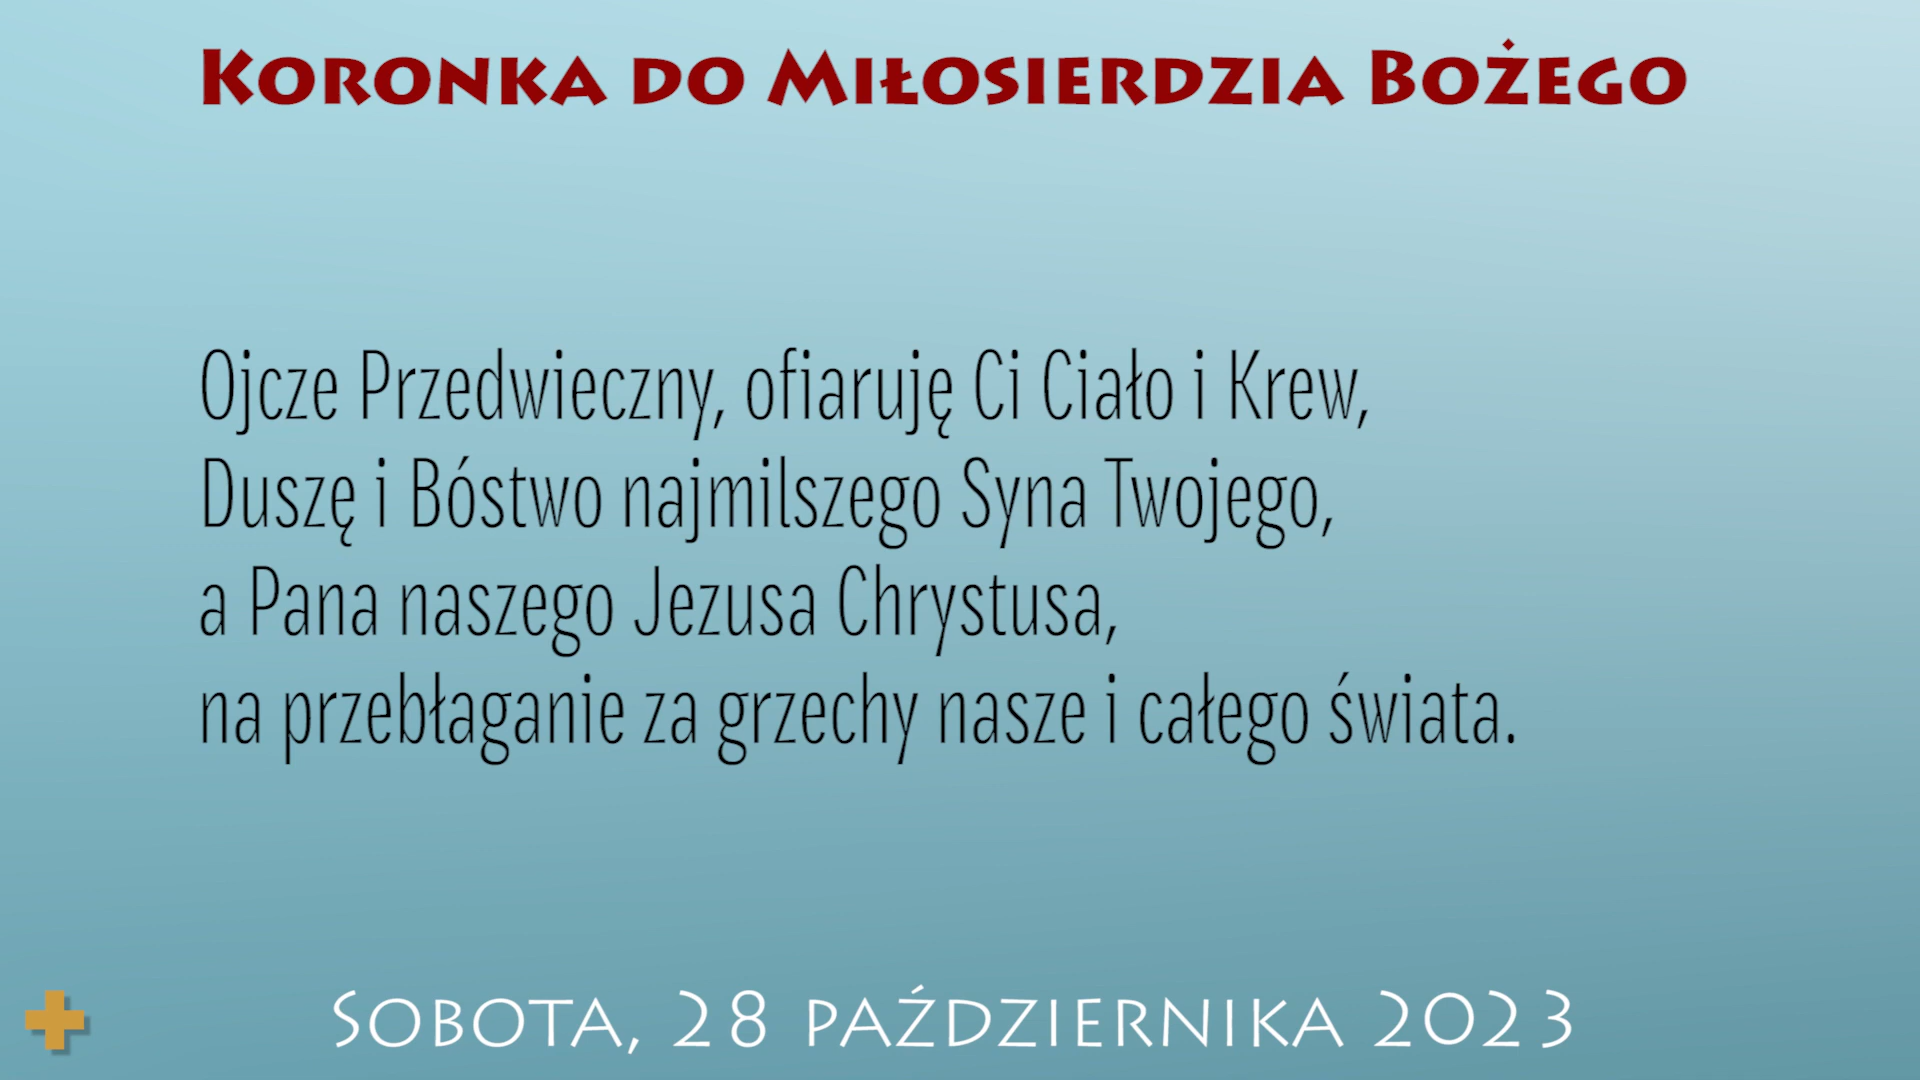 Koronka do Miłosierdzia Bożego
Ojcze Przedwieczny, ofiaruję Ci Ciało i Krew,
Duszę i Bóstwo najmilszego Syna Twojego,
a Pana naszego Jezusa Chrystusa,
na przebłaganie za grzechy nasze i całego świata.
Sobota, 28 października 2023